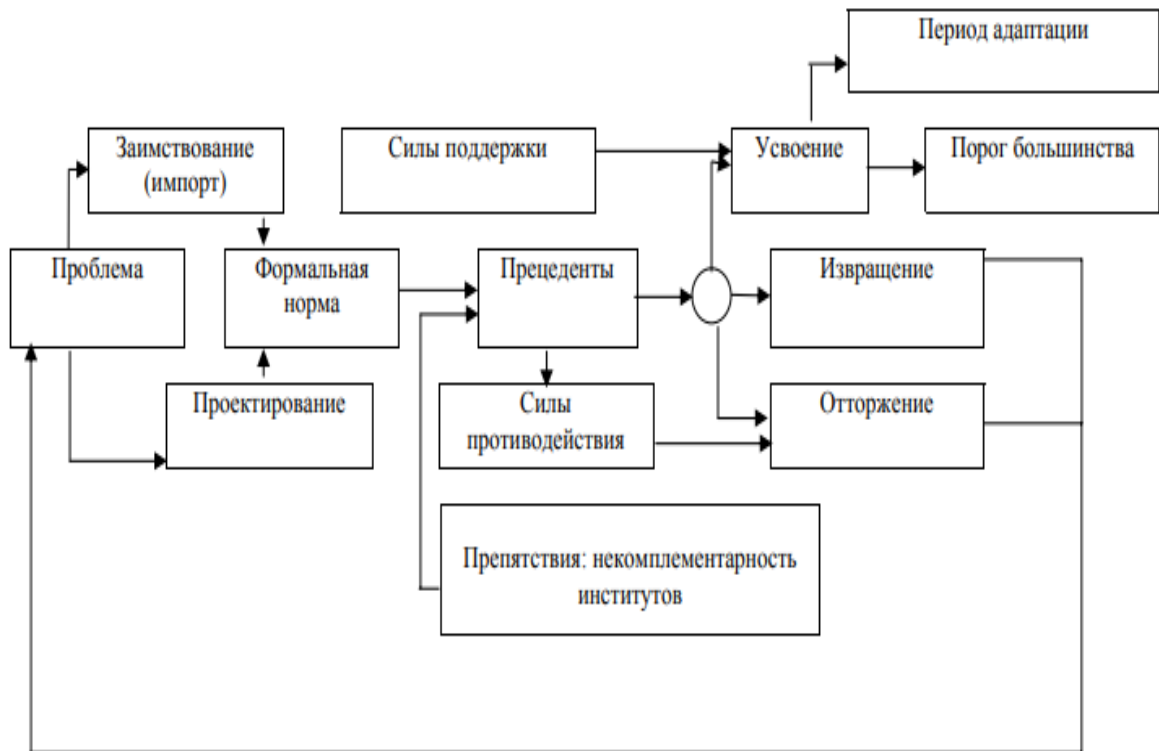 Период адаптации
Заимствование
(импорт)
Силы поддержки
Усвоение
Порог большинства
Проблема
Формальная
норма
Прецеденты
Извращение
Проектирование
Силы
противодействия
Отторжение
Препятствия: некомплементарность
институтов